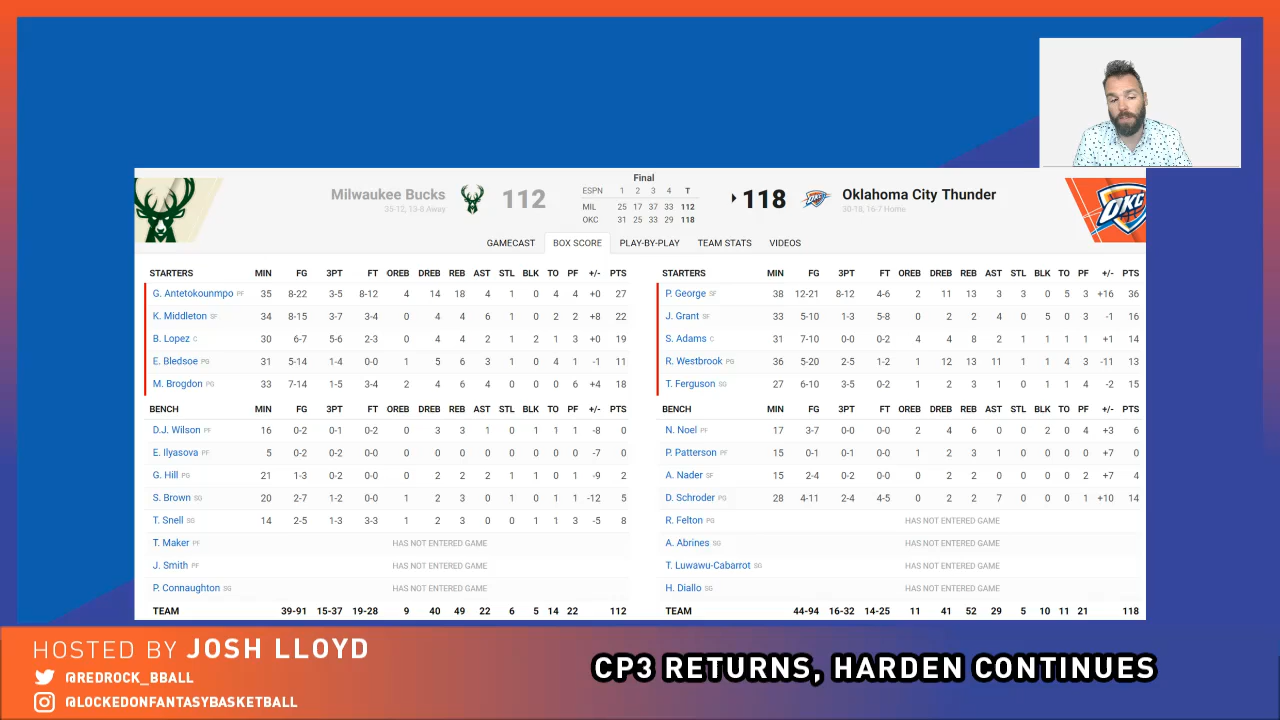 Final
Milwaukee Bucks 112 ESPN 1 2 3 4 T 118 Oklahoma City Thunder
35-12, 13-8 Away MIL 25 17 37 33 112 30-18, 16-7 Home
OKC 31 25 33 29 118
OKC
GAMECAST BOX SCORE PLAY-BY-PLAY TEAM STATS VIDEOS
STARTERS MIN FG 3PT FT OREB DREB REB AST STL BLK TO PF +/- PTS
G. Antetokounmpo PF 35 8-22 3-5 8-12 4 14 18 4 1 0 4 4 +0 27
K. Middleton SF 34 8-15 3-7 3-4 0 4 4 6 1 0 2 2 +8 22
B. Lopez C 30 6-7 5-6 2-3 0 4 4 2 1 2 1 3 +0 19
E. Bledsoe PG 31 5-14 1-4 0-0 1 5 6 3 1 0 4 1 -1 11
M. Brogdon PG 33 7-14 1-5 3-4 2 4 6 4 0 0 0 6 +4 18
BENCH MIN FG 3PT FT OREB DREB REB AST STL BLK TO PF +/- PTS
D.J. Wilson PF 16 0-2 0-1 0-2 0 3 3 1 0 1 1 1 -8 0
E. Ilyasova PF 5 0-2 0-2 0-0 0 0 0 0 0 0 0 0 -7 0
G. Hill PG 21 1-3 0-2 0-0 0 2 2 2 1 1 0 1 -9 2
S. Brown SG 20 2-7 1-2 0-0 1 2 3 0 1 0 1 1 -12 5
T. Snell SG 14 2-5 1-3 3-3 1 2 3 0 0 1 1 3 -5 8
T. Maker PF HAS NOT ENTERED GAME
J. Smith PF HAS NOT ENTERED GAME
P. Connaughton SG HAS NOT ENTERED GAME
TEAM 39-91 15-37 19-28 9 40 49 22 6 5 14 22 112
STARTERS MIN FG 3PT FT OREB DREB REB AST STL BLK TO PF +/- PTS
P. George SF 38 12-21 8-12 4-6 2 11 13 3 3 0 5 3 +16 36
J. Grant SF 33 5-10 1-3 5-8 0 2 2 4 0 5 0 3 -1 16
S. Adams C 31 7-10 0-0 0-2 4 4 8 2 1 1 1 1 +1 14
R. Westbrook PG 36 5-20 2-5 1-2 1 12 13 11 0 1 4 3 -11 13
T. Ferguson SG 27 6-10 3-5 0-2 1 2 3 1 0 1 1 4 -2 15
BENCH MIN FG 3PT FT OREB DREB REB AST STL BLK TO PF +/- PTS
N. Noel PF 17 3-7 0-0 0-0 2 4 6 0 0 2 0 4 +3 6
P. Patterson PF 15 0-1 0-1 0-0 1 2 3 1 0 0 0 0 +7 0
A. Nader SF 15 2-4 0-2 0-0 0 2 2 0 1 0 0 2 +7 4
D. Schroder PG 28 4-11 2-4 4-5 0 2 2 7 0 0 0 1 +10 14
R. Felton PG HAS NOT ENTERED GAME
A. Abrines SG HAS NOT ENTERED GAME
T. Luwawu-Cabarrot SG HAS NOT ENTERED GAME
H. Diallo SG HAS NOT ENTERED GAME
TEAM 44-94 16-32 14-25 11 41 52 29 5 10 11 21 118
HOSTED BY JOSH LLOYD
@REDROCK_BBALL
@LOCKEDONFANTASYBASKETBALL
CP3 RETURNS, HARDEN CONTINUES